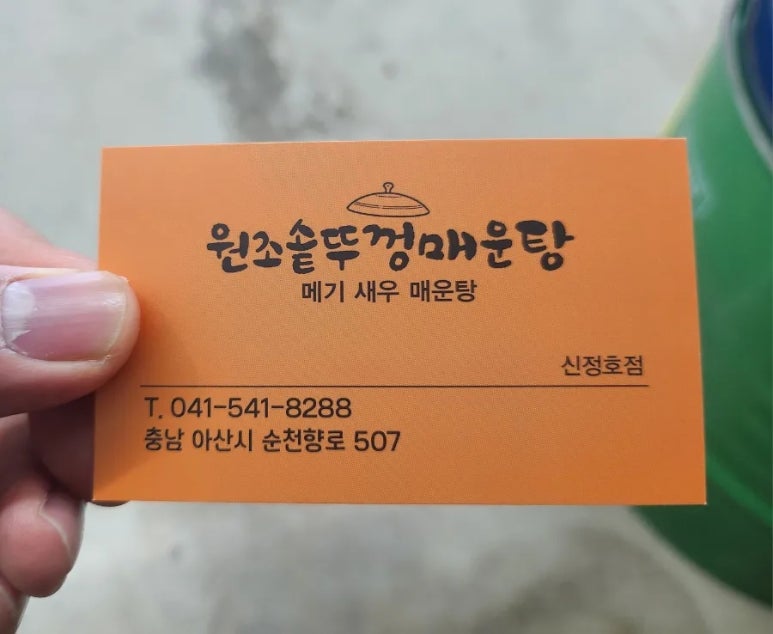 원조솥뚜껑매운탕
메기 새우 매운탕
신정호점
T. 041-541-8288
충남 아산시 순천향로 507